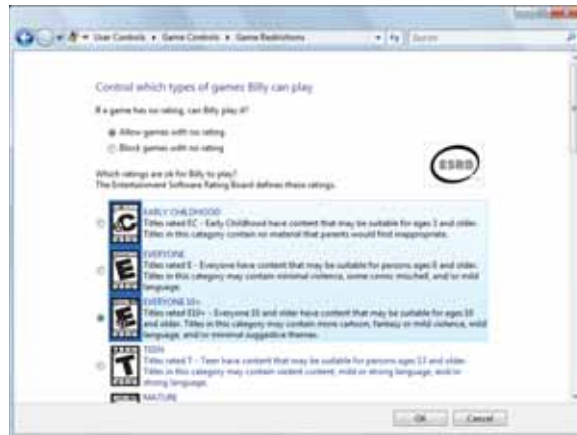 User Controls ▸ Game Controls ▸ Game Restrictions
Search
Control which types of games Billy can play
If a game has no rating, can Billy play it?
Allow games with no rating
Block games with no rating
ESRB
Which ratings are ok for Billy to play?
The Entertainment Software Rating Board defines these ratings.
EARLY CHILDHOOD
Titles rated EC - Early Childhood have content that may be suitable for ages 3 and older.
Titles in this category contain no material that parents would find inappropriate.
EVERYONE
Titles rated E - Everyone have content that may be suitable for persons ages 6 and older.
Titles in this category may contain minimal violence, some comic mischief, and/or mild
language.
EVERYONE 10+
Titles rated E10+ - Everyone 10 and older have content that may be suitable for ages 10
and older. Titles in this category may contain more cartoon, fantasy or mild violence, mild
language, and/or minimal suggestive themes.
TEEN
Titles rated T - Teen have content that may be suitable for persons ages 13 and older.
Titles in this category may contain violent content, mild or strong language, and/or
strong language.
MATURE
OK
Cancel